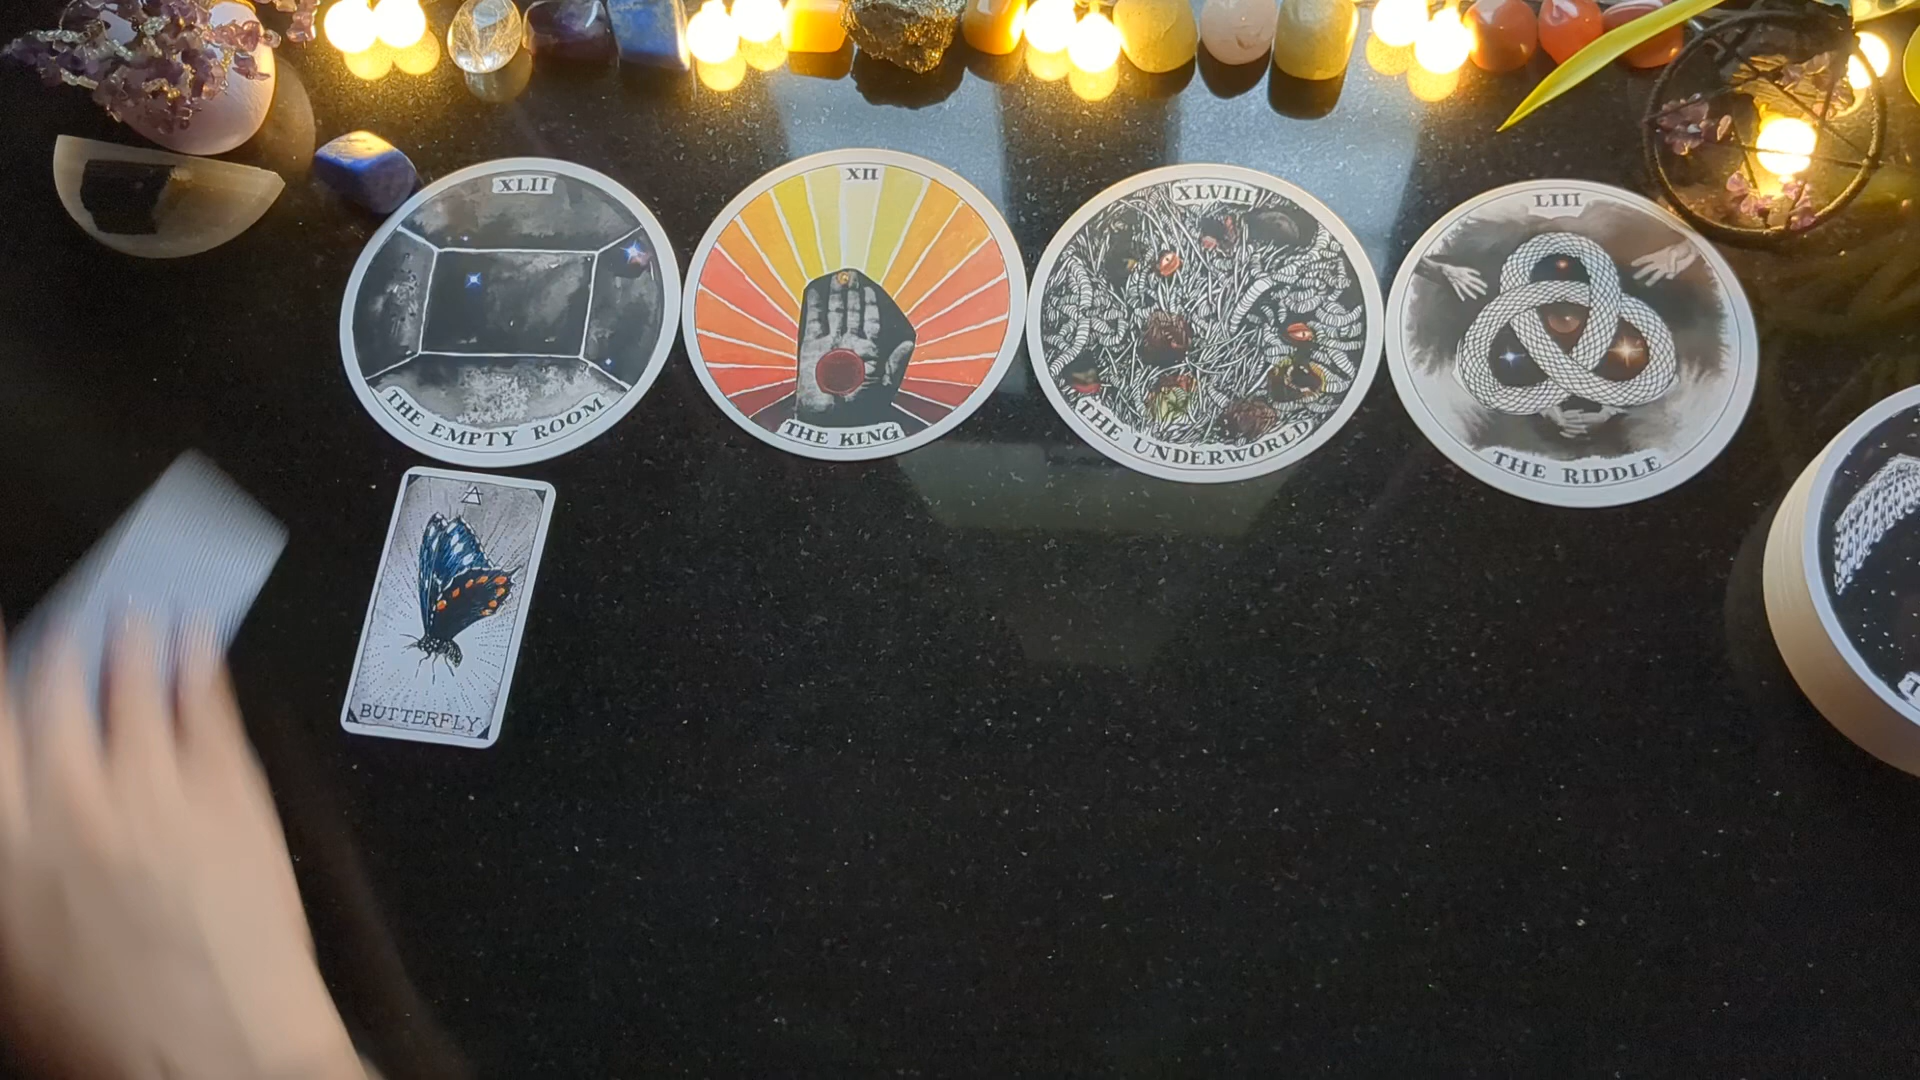 XLII
THE EMPTY ROOM
XII
THE KING
XLVIII
THE UNDERWORLD
LIII
THE RIDDLE
BUTTERFLY